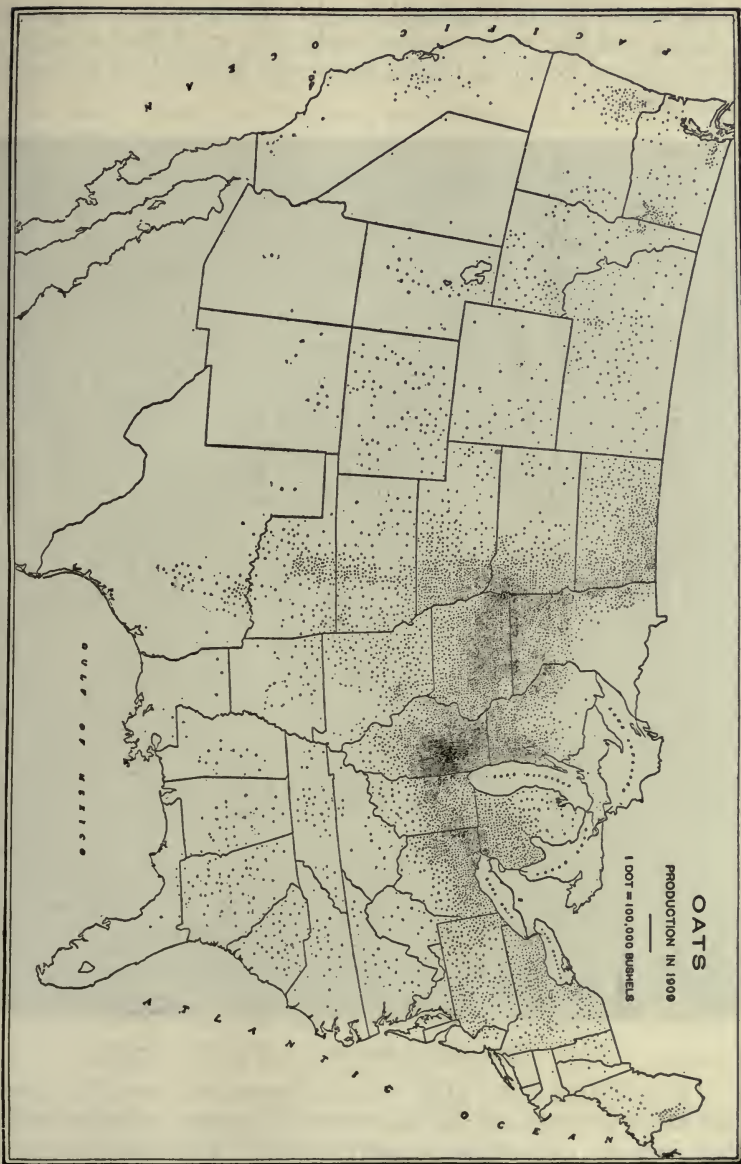 OATS
PRODUCTION IN 1909
1 DOT = 100,000 BUSHELS
PACIFIC OCEAN
GULF OF MEXICO
ATLANTIC OCEAN